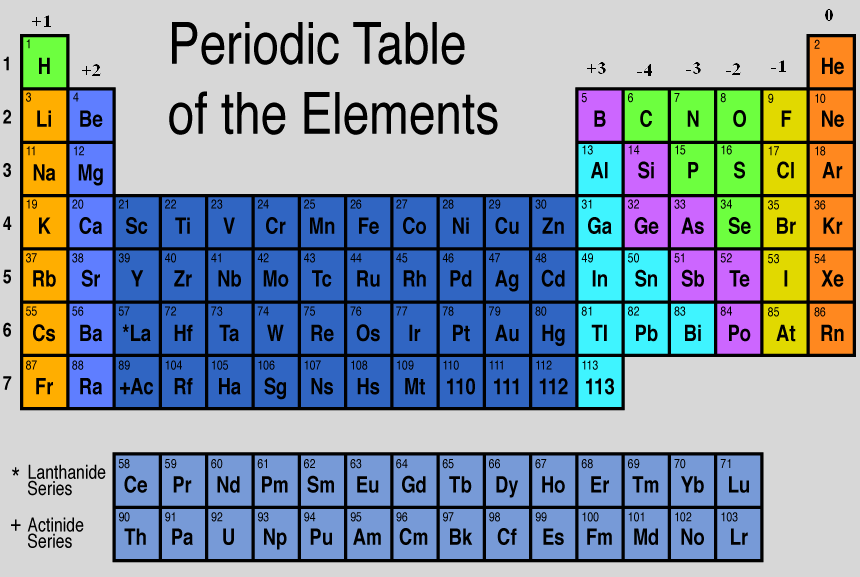 +1 0
Periodic Table
+2 +3 -4 -3 -2 -1
1 1 H 2 He
of the Elements
2 3 Li 4 Be 5 B 6 C 7 N 8 O 9 F 10 Ne
3 11 Na 12 Mg 13 Al 14 Si 15 P 16 S 17 Cl 18 Ar
4 19 K 20 Ca 21 Sc 22 Ti 23 V 24 Cr 25 Mn 26 Fe 27 Co 28 Ni 29 Cu 30 Zn 31 Ga 32 Ge 33 As 34 Se 35 Br 36 Kr
5 37 Rb 38 Sr 39 Y 40 Zr 41 Nb 42 Mo 43 Tc 44 Ru 45 Rh 46 Pd 47 Ag 48 Cd 49 In 50 Sn 51 Sb 52 Te 53 I 54 Xe
6 55 Cs 56 Ba 57 *La 72 Hf 73 Ta 74 W 75 Re 76 Os 77 Ir 78 Pt 79 Au 80 Hg 81 Tl 82 Pb 83 Bi 84 Po 85 At 86 Rn
7 87 Fr 88 Ra 89 +Ac 104 Rf 105 Ha 106 Sg 107 Ns 108 Hs 109 Mt 110 110 111 111 112 112 113 113
* Lanthanide
Series
58 Ce 59 Pr 60 Nd 61 Pm 62 Sm 63 Eu 64 Gd 65 Tb 66 Dy 67 Ho 68 Er 69 Tm 70 Yb 71 Lu
+ Actinide
Series
90 Th 91 Pa 92 U 93 Np 94 Pu 95 Am 96 Cm 97 Bk 98 Cf 99 Es 100 Fm 101 Md 102 No 103 Lr